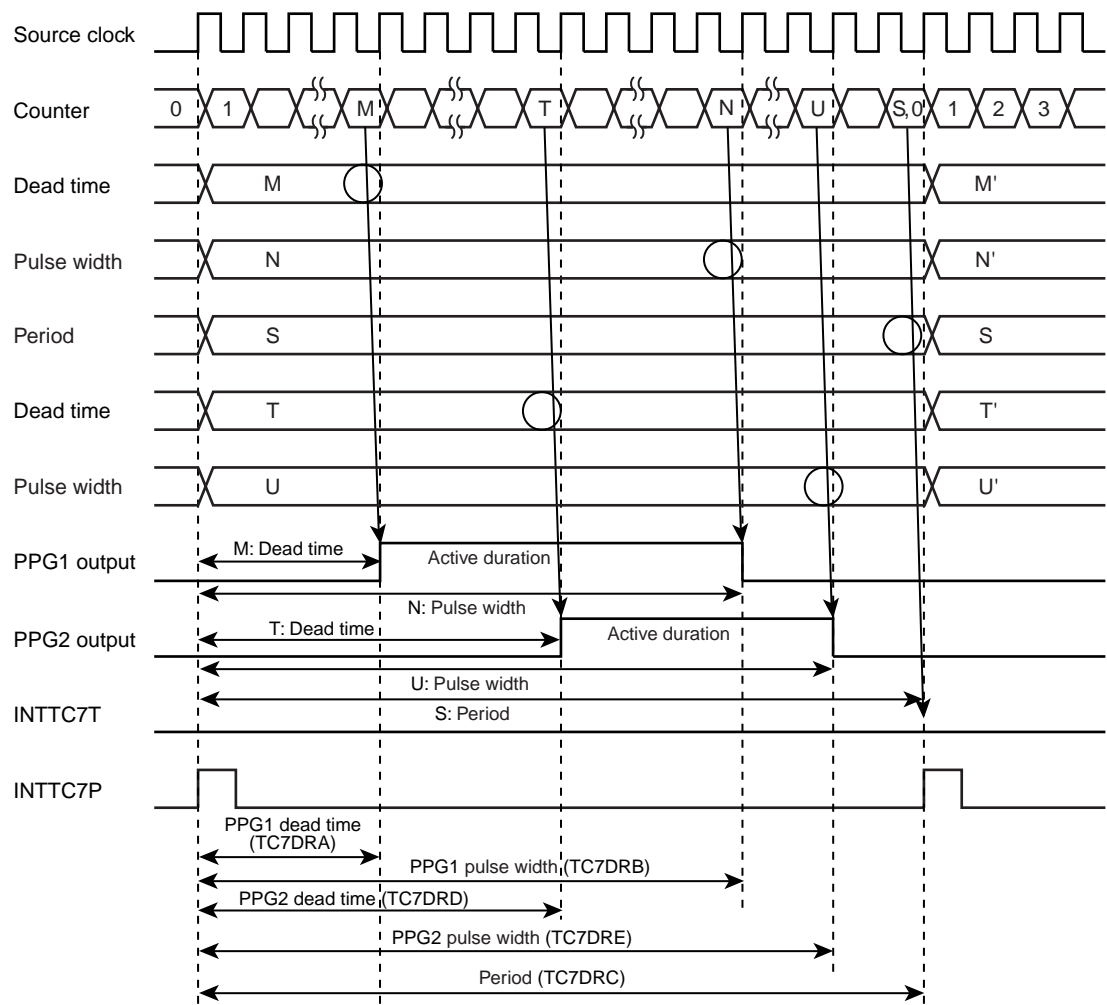 Source clock
Counter 0 1 M T N U S,0 1 2 3
Dead time M M'
Pulse width N N'
Period S S
Dead time T T'
Pulse width U U'
PPG1 output M: Dead time Active duration
N: Pulse width
PPG2 output T: Dead time Active duration
U: Pulse width
INTTC7T S: Period
INTTC7P
PPG1 dead time
(TC7DRA)
PPG1 pulse width (TC7DRB)
PPG2 dead time (TC7DRD)
PPG2 pulse width (TC7DRE)
Period (TC7DRC)